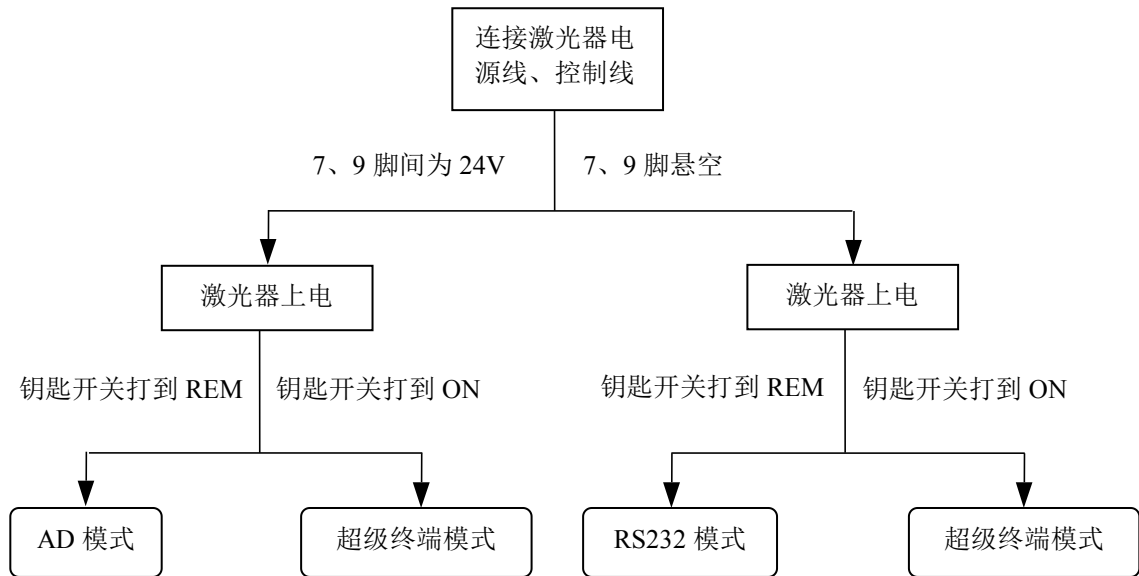 连接激光器电
源线、控制线
7、9 脚间为 24V
7、9 脚悬空
激光器上电
激光器上电
钥匙开关打到 REM
钥匙开关打到 ON
钥匙开关打到 REM
钥匙开关打到 ON
AD 模式
超级终端模式
RS232 模式
超级终端模式